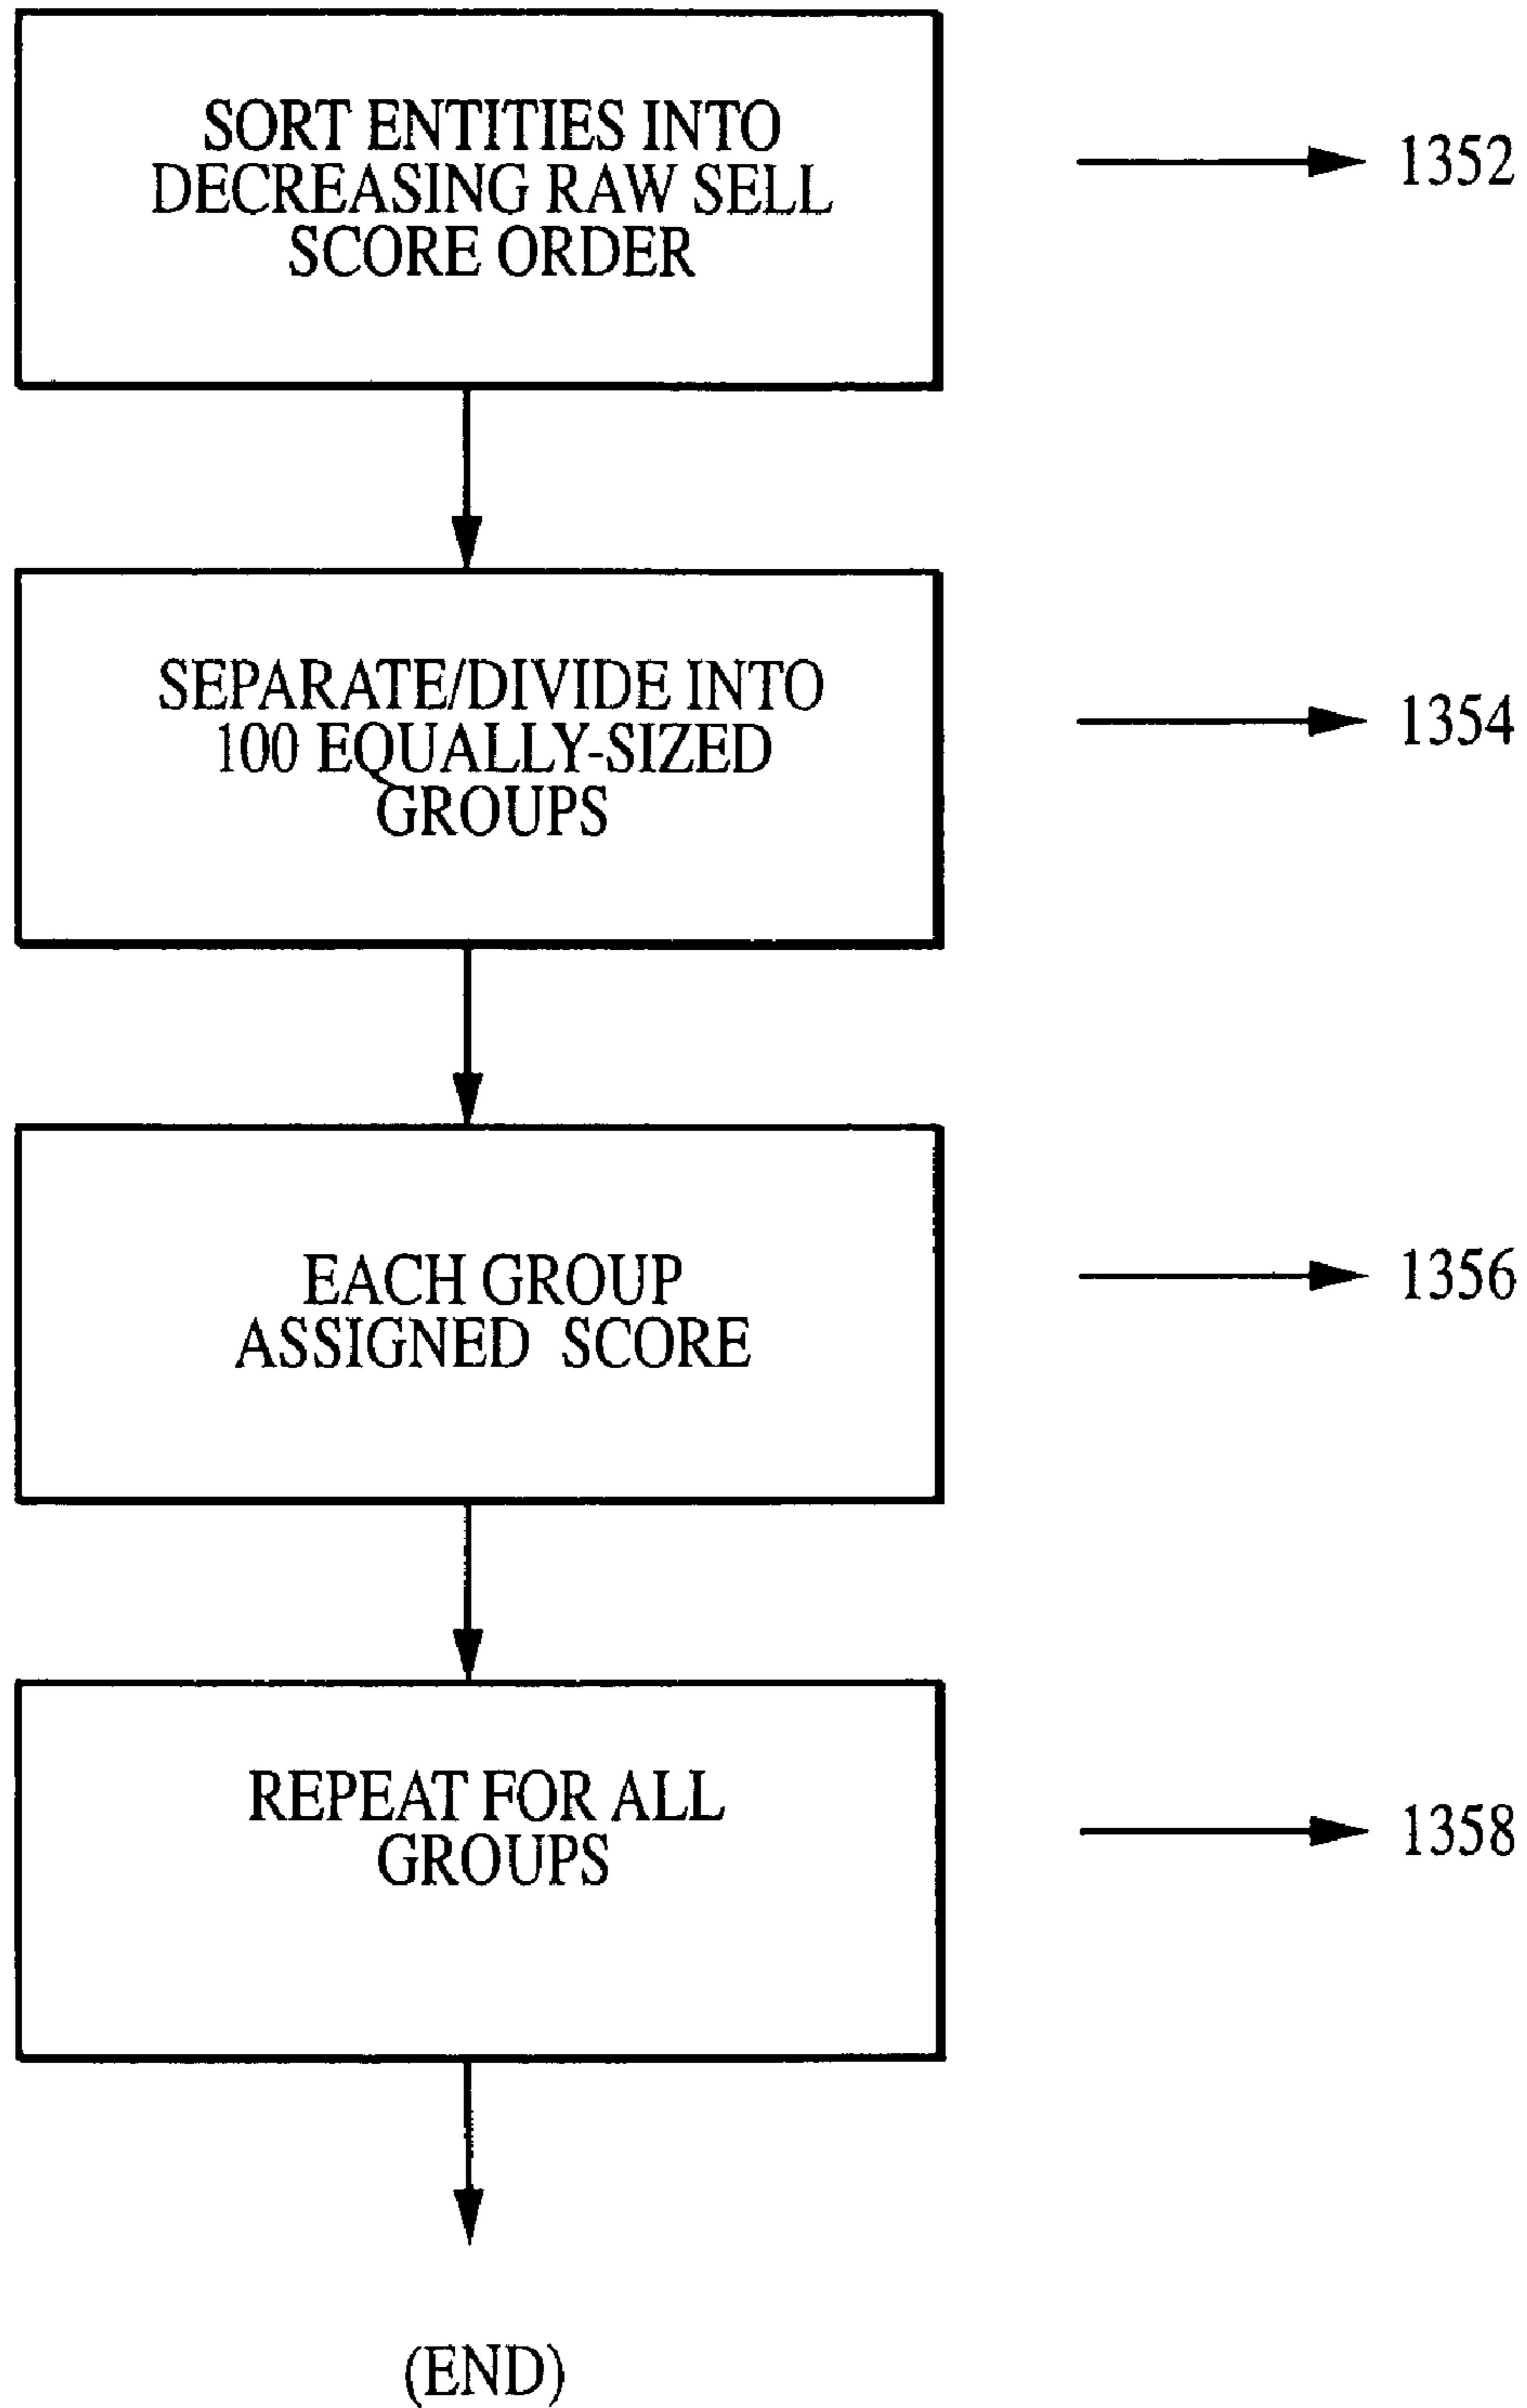 SORT ENTITIES INTO
DECREASING RAW SELL
SCORE ORDER
1352
SEPARATE/DIVIDE INTO
100 EQUALLY-SIZED
GROUPS
1354
EACH GROUP
ASSIGNED SCORE
1356
REPEAT FOR ALL
GROUPS
1358
(END)